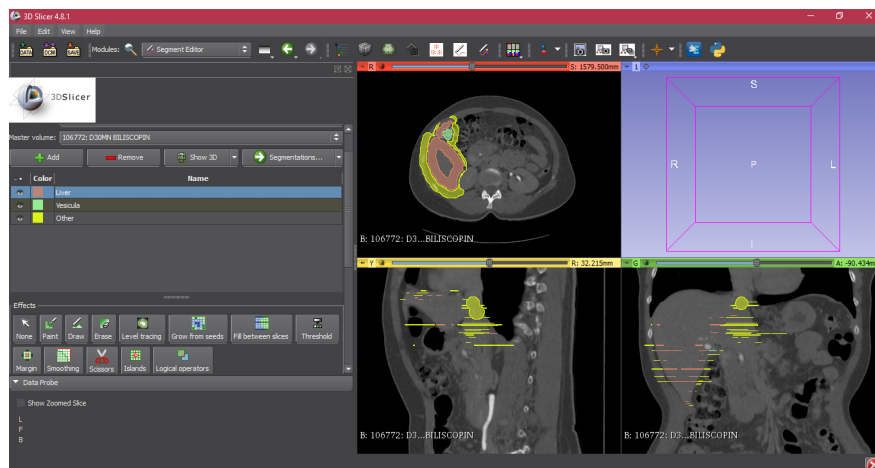 3D Slicer 4.8.1
File Edit View Help
DATA DCM SAVE Modules: Segment Editor
R S: 1579.500mm 1
3DSlicer
Master volume: 106772: D30MN BILISCOPIN
Add Remove Show 3D Segmentations...
Color Name
Liver
Vesicula
Other
S
R P L
I
B: 106772: D3...BILISCOPIN
Y R: 32.215mm G A: -90.434mm
Effects
None Paint Draw Erase Level tracing Grow from seeds Fill between slices Threshold
Margin Smoothing Scissors Islands Logical operators
Data Probe
Show Zoomed Slice
L
F
B
B: 106772: D3...BILISCOPIN B: 106772: D3...BILISCOPIN